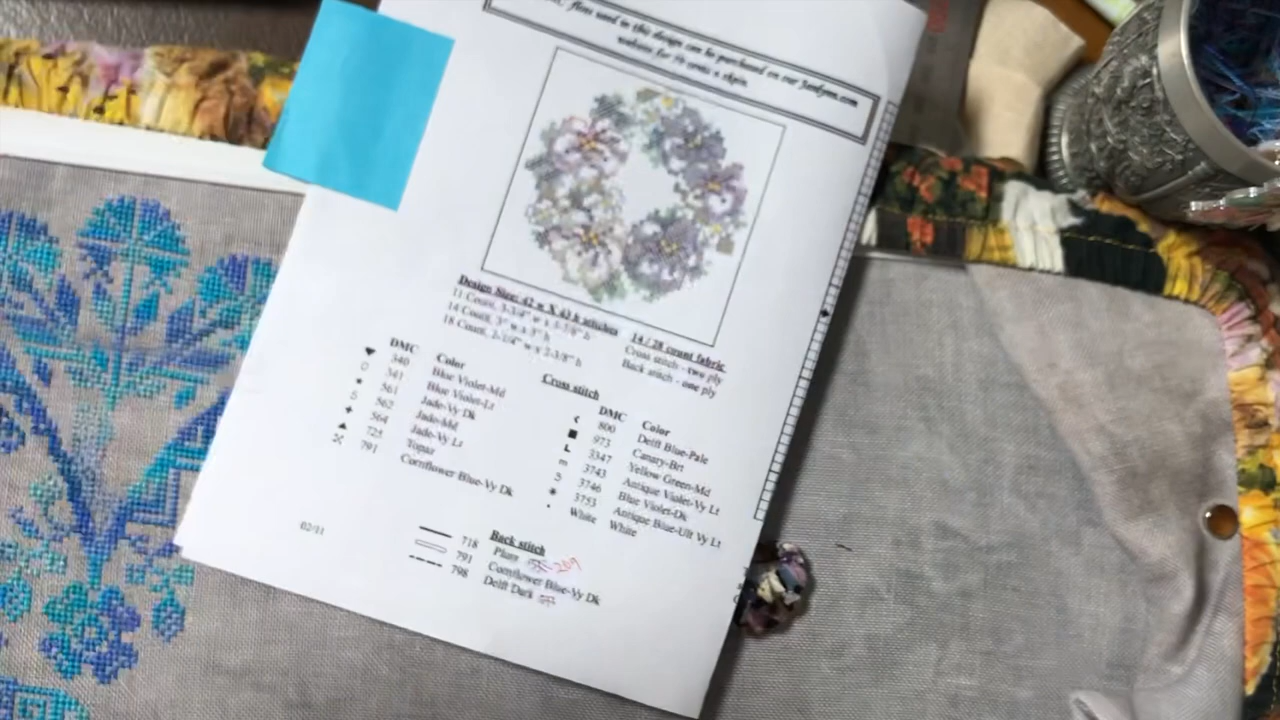 floss used in this design can be purchased on our Janlynn.com
website for 50 cents a skein.
Design Size: 42 w X 43 h stitches
11 Count, 3-3/4" w x 3-7/8" h
14 Count, 3" w x 3" h
18 Count, 2-1/4" w x 2-3/8" h
14 / 28 count fabric
Cross stitch - two ply
Back stitch - one ply
Cross stitch
DMC Color
340 Blue Violet-Md
341 Blue Violet-Lt
561 Jade-Vy Dk
562 Jade-Md
564 Jade-Vy Lt
725 Topaz
791 Cornflower Blue-Vy Dk
DMC Color
800 Delft Blue-Pale
973 Canary-Brt
3347 Yellow Green-Md
3743 Antique Violet-Vy Lt
3746 Blue Violet-Dk
3753 Antique Blue-Ult Vy Lt
White White
02/11
Back stitch
718 Plum
791 Cornflower Blue-Vy Dk
798 Delft Dark